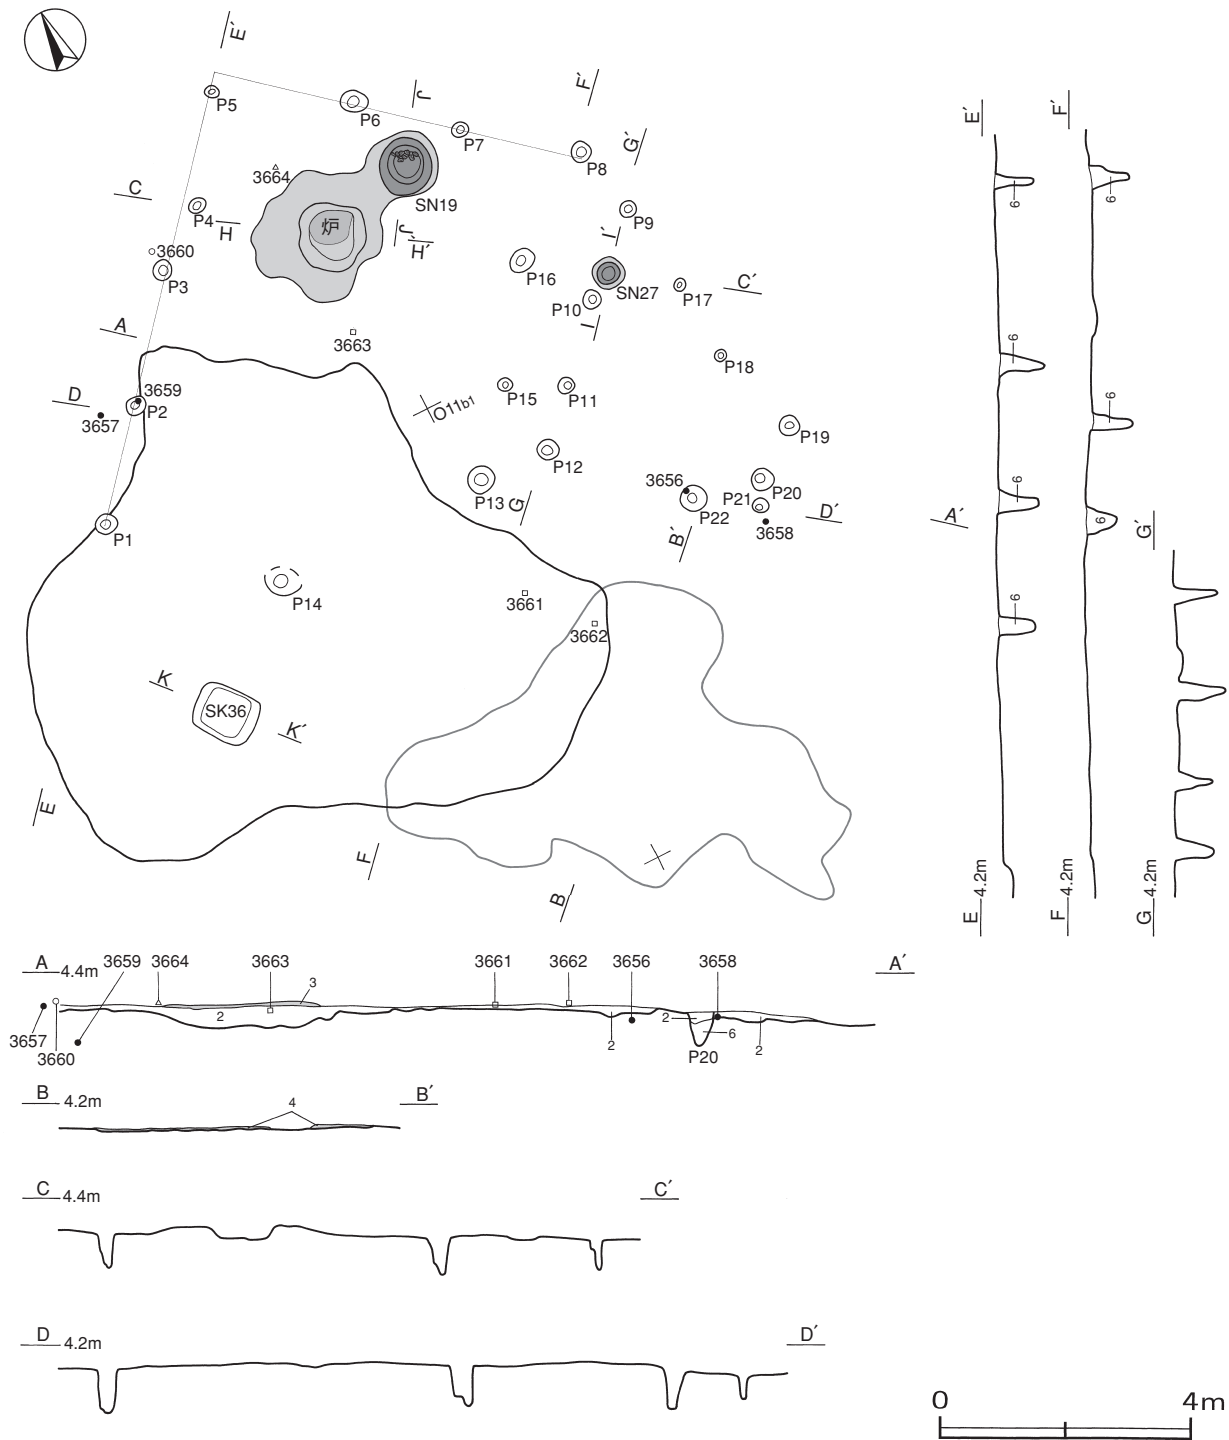 E´
J
F´
P5
P6
P7
P8
G´
3664
C
SN19
P4
H
炉
J´
H´
P9
I´
3660
P3
P16
C´
SN27
P17
P10
A
I
3663
P18
D
3659
P2
3657
O11b1
P15
P11
P19
P12
P13
G
3656
P22
P20
P21
D´
3658
B´
P1
P14
3661
3662
K
SK36
K´
E
F
B
E´
F´
6
6
6
6
6
A´
6
G´
6
E 4.2m
F 4.2m
G 4.2m
A 4.4m
3659
3664
3663
3661
3662
3656
3658
A´
3
2
2
6
2
2
3657
3660
P20
B 4.2m
4
B´
C 4.4m
C´
D 4.2m
D´
0
4m